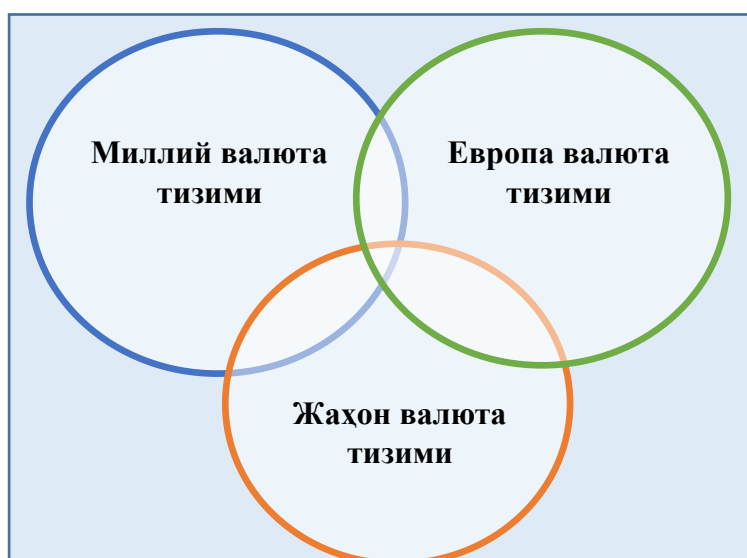 Миллий валюта
тизими
Европа валюта
тизими
Жаҳон валюта
тизими